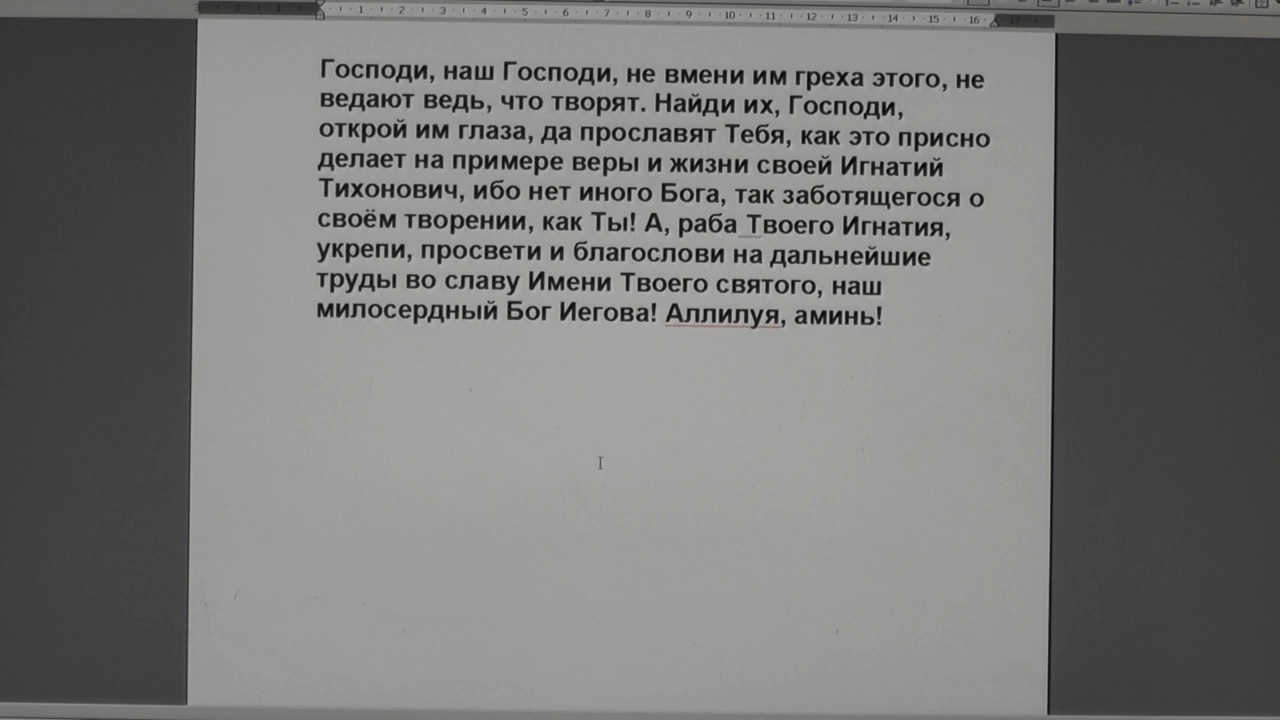 Господи, наш Господи, не вмени им греха этого, не
ведают ведь, что творят. Найди их, Господи,
открой им глаза, да прославят Тебя, как это присно
делает на примере веры и жизни своей Игнатий
Тихонович, ибо нет иного Бога, так заботящегося о
своём творении, как Ты! А, раба Твоего Игнатия,
укрепи, просвети и благослови на дальнейшие
труды во славу Имени Твоего святого, наш
милосердный Бог Иегова! Аллилуя, аминь!